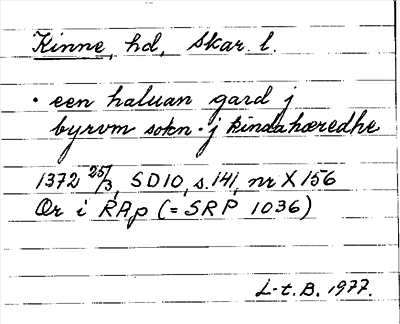 Kinne, hd, Skar. l.
· een haluan gard j
byrvm sokn · j kindahæredhe
1372 25/3, SD10, s. 141, nr X 156
Or i RAp (= SRP 1036)
L-t. B. 1977.